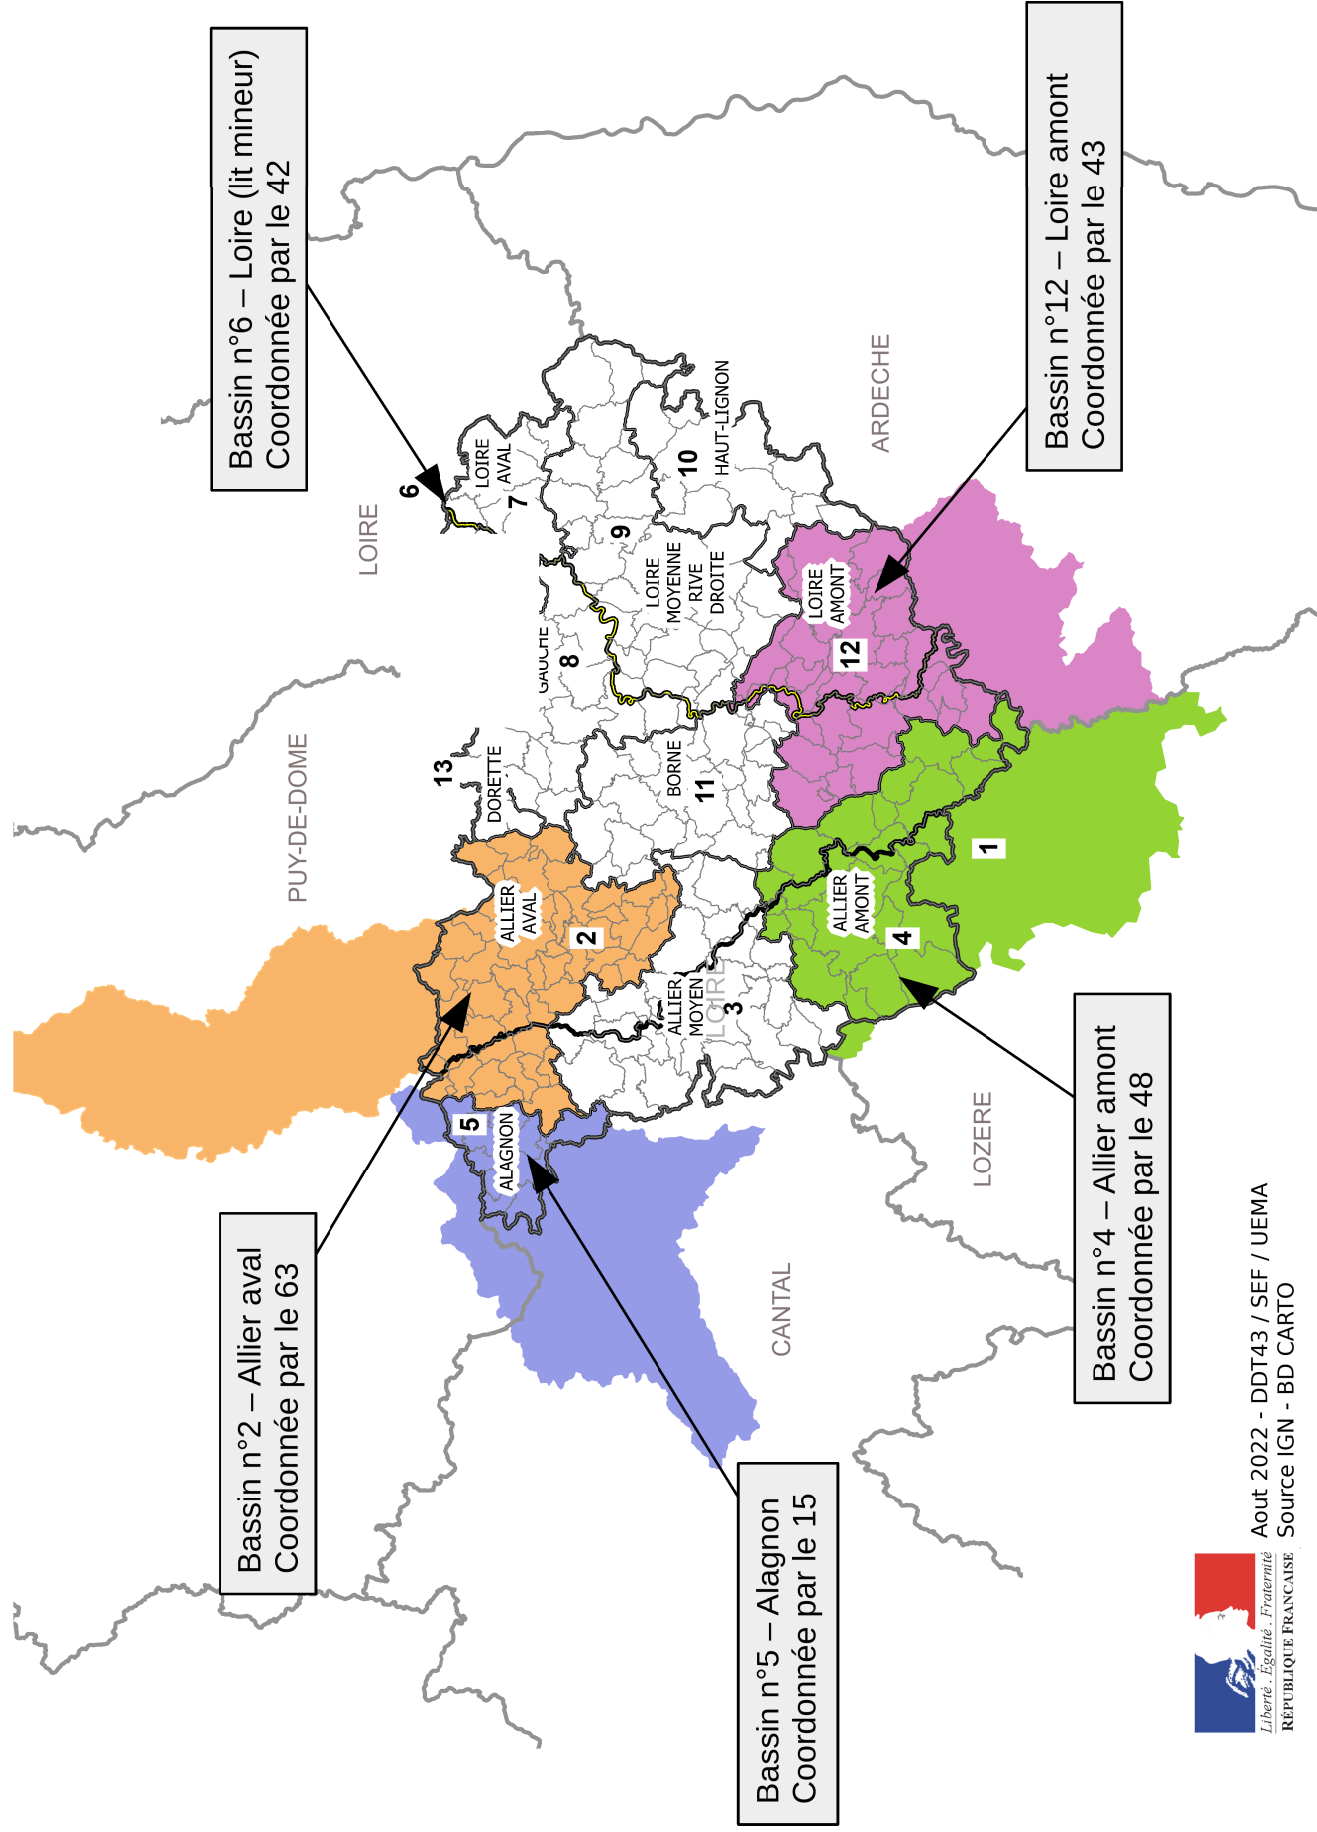 Bassin n°2 – Allier aval
Coordonnée par le 63
Bassin n°6 – Loire (lit mineur)
Coordonnée par le 42
PUY-DE-DOME
LOIRE
6
13
DORETTE
5
ALAGNON
ALLIER
AVAL
2
LOIRE
AVAL
7
GAUCHE
8
9
LOIRE
MOYENNE
RIVE
DROITE
BORNE
11
10
HAUT-LIGNON
ALLIER
MOYEN
LOIRE
3
CANTAL
Bassin n°5 – Alagnon
Coordonnée par le 15
ALLIER
AMONT
4
LOIRE
AMONT
12
ARDECHE
LOZERE
1
Bassin n°12 – Loire amont
Coordonnée par le 43
Bassin n°4 – Allier amont
Coordonnée par le 48
Liberté . Égalité . Fraternité
RÉPUBLIQUE FRANCAISE
Aout 2022 - DDT43 / SEF / UEMA
Source IGN - BD CARTO